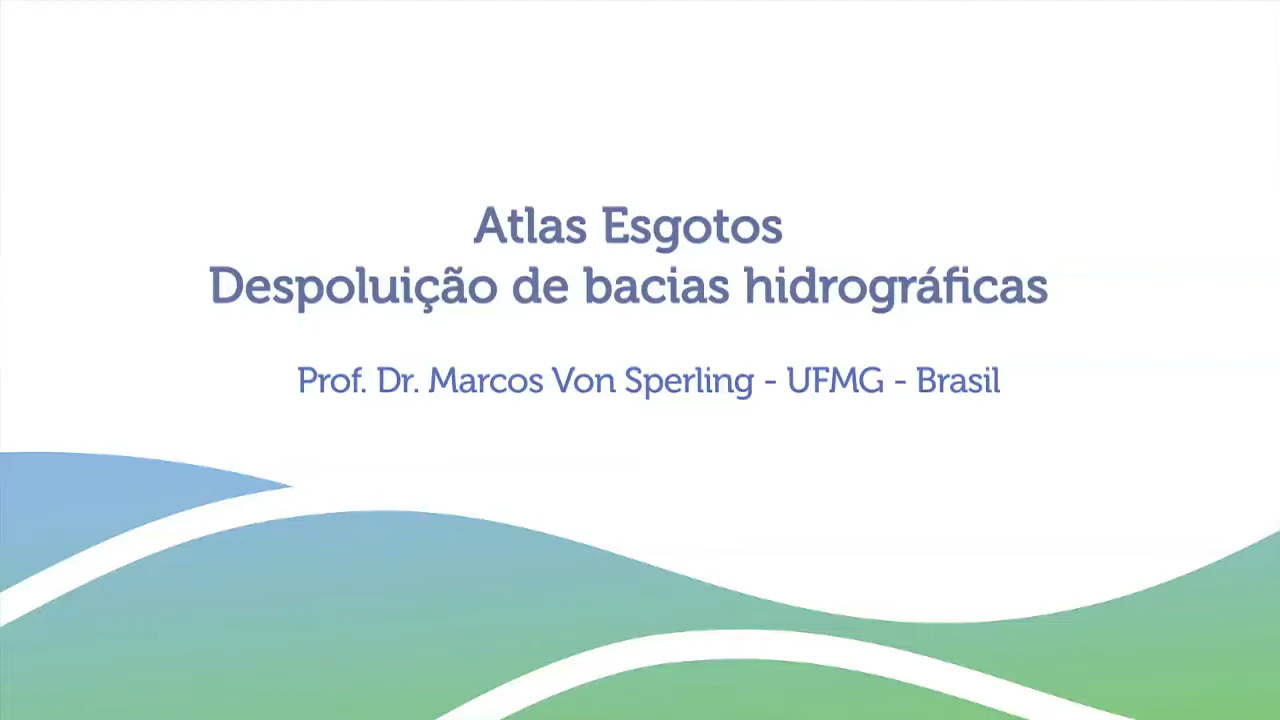 Atlas Esgotos
Despoluição de bacias hidrográficas
Prof. Dr. Marcos Von Sperling - UFMG - Brasil